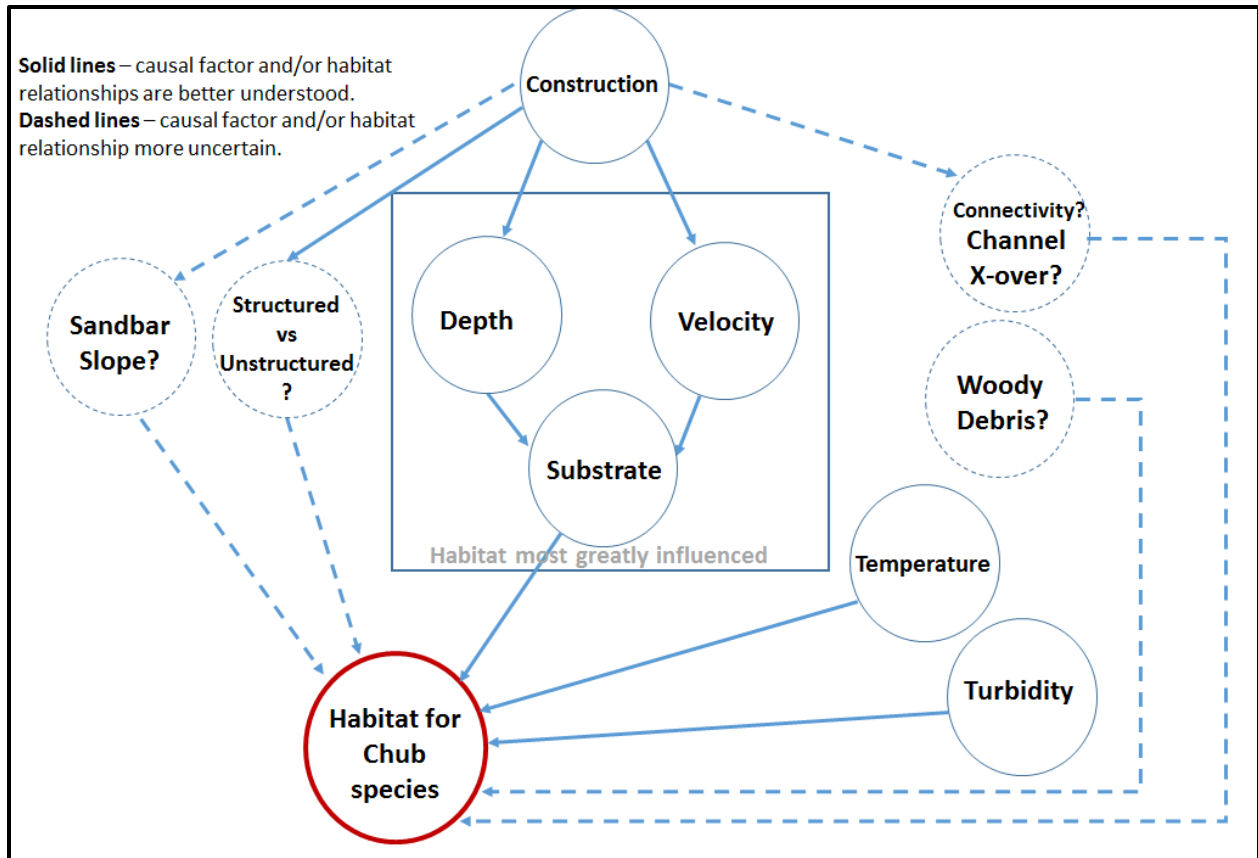 Solid lines – causal factor and/or habitat
relationships are better understood.
Dashed lines – causal factor and/or habitat
relationship more uncertain.
Construction
Connectivity?
Channel
X-over?
Sandbar
Slope?
Structured
vs
Unstructured
?
Depth
Velocity
Woody
Debris?
Substrate
Habitat most greatly influenced
Temperature
Turbidity
Habitat for
Chub
species